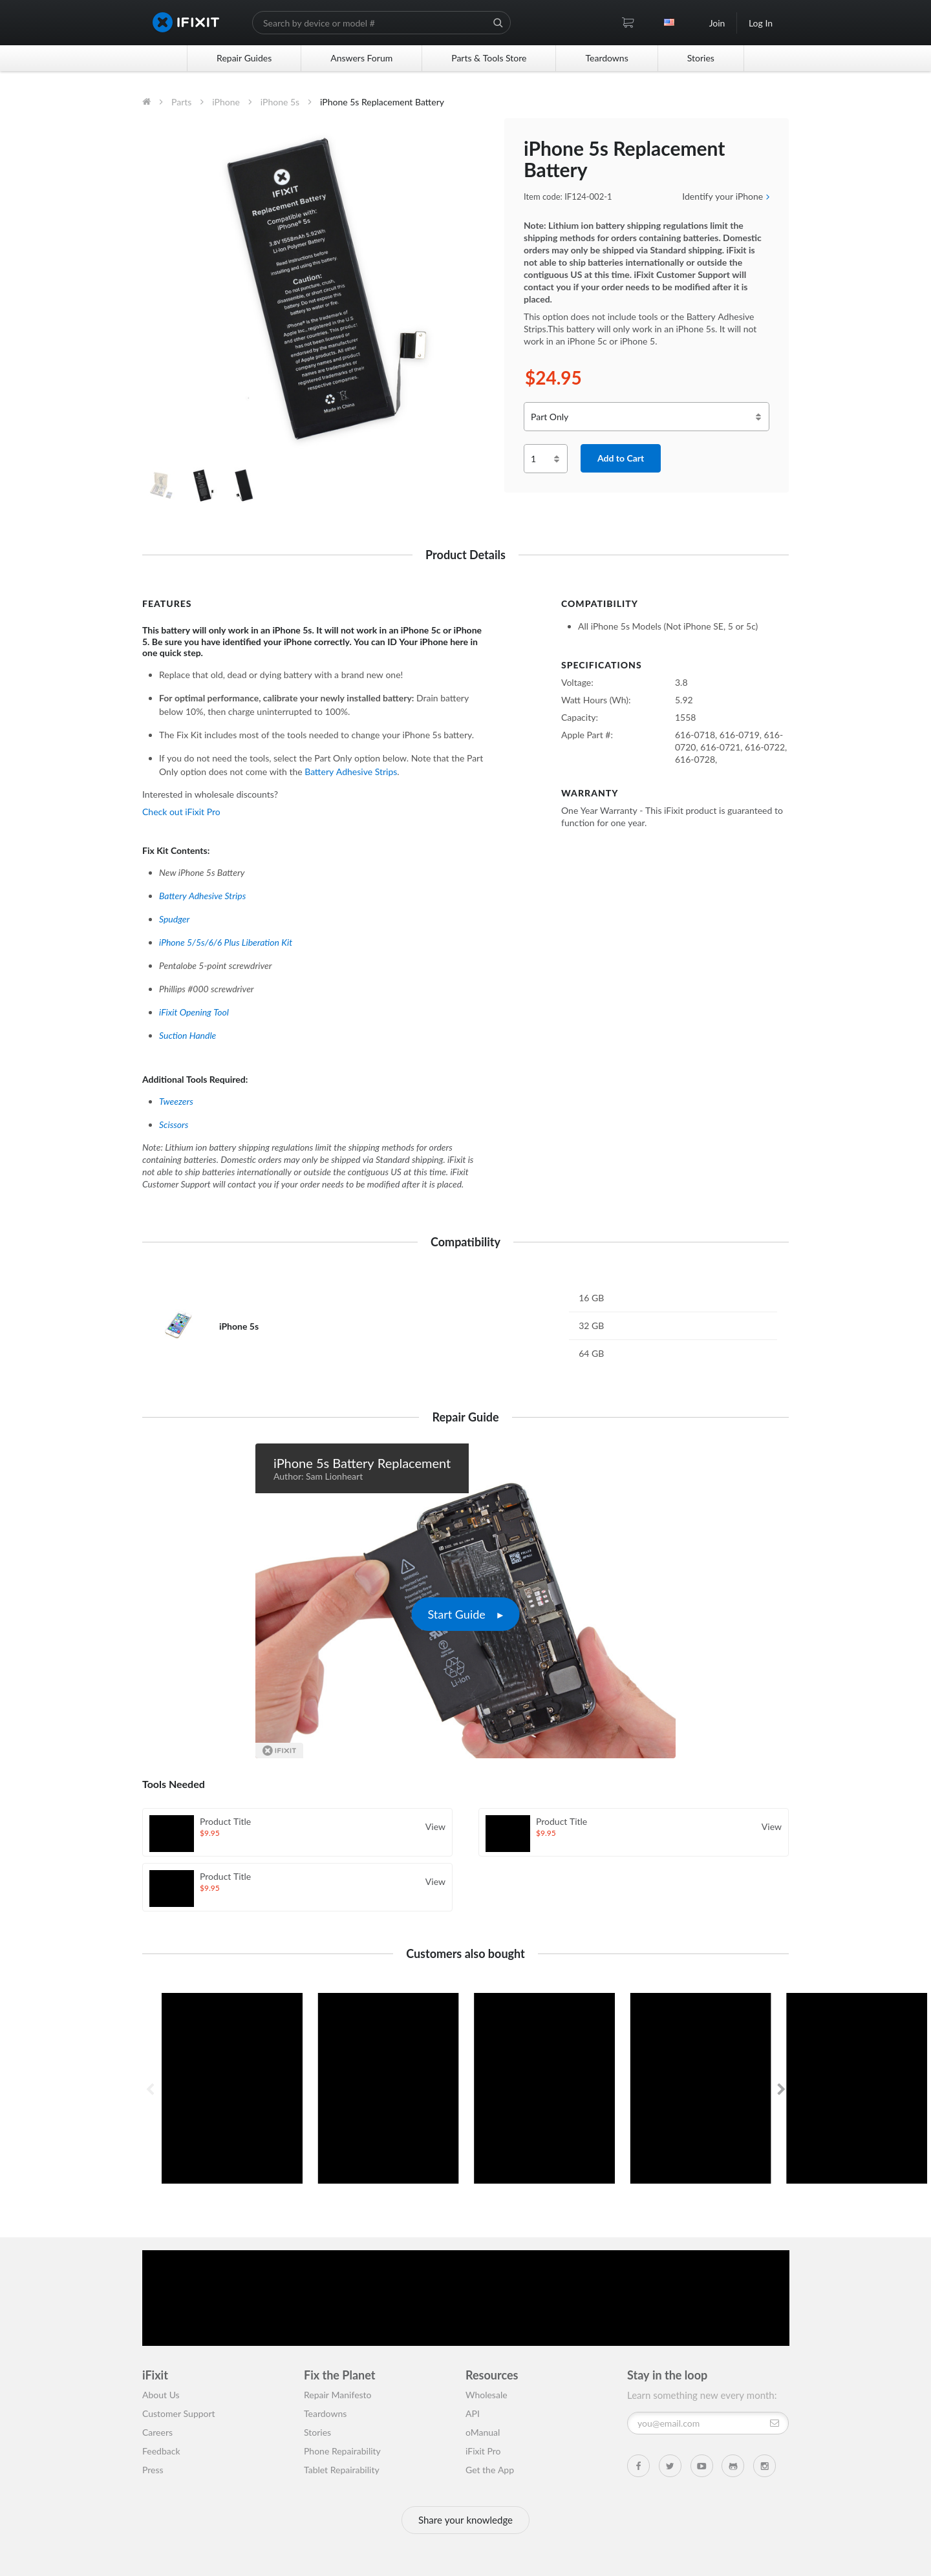 IFIXIT
Search by device or model #
Join
Log In
Repair Guides
Answers Forum
Parts & Tools Store
Teardowns
Stories
Parts
iPhone
iPhone 5s
iPhone 5s Replacement Battery
IFIXIT
Replacement Battery
Compatible with:
iPhone® 5s
3.8V 1558mAh 5.92Wh
Li-ion Polymer Battery
Read instructions before
installing and using this battery.
Caution:
Do not puncture, push,
disassemble, or short circuit this
battery. Do not expose this
battery to water or fire.
iPhone® is the trademark of
Apple Inc., registered in the U.S
and other countries. This product
has not been licensed or
endorsed by the manufacturer
of Apple products. All other
company names and product
names are trademarks or
registered trademarks of their
respective companies.
Made in China
iPhone 5s Replacement
Battery
Item code: IF124-002-1
Identify your iPhone
Note: Lithium ion battery shipping regulations limit the
shipping methods for orders containing batteries. Domestic
orders may only be shipped via Standard shipping. iFixit is
not able to ship batteries internationally or outside the
contiguous US at this time. iFixit Customer Support will
contact you if your order needs to be modified after it is
placed.
This option does not include tools or the Battery Adhesive
Strips.This battery will only work in an iPhone 5s. It will not
work in an iPhone 5c or iPhone 5.
$24.95
Part Only
1
Add to Cart
Product Details
FEATURES
This battery will only work in an iPhone 5s. It will not work in an iPhone 5c or iPhone
5. Be sure you have identified your iPhone correctly. You can ID Your iPhone here in
one quick step.
• Replace that old, dead or dying battery with a brand new one!
• For optimal performance, calibrate your newly installed battery: Drain battery
below 10%, then charge uninterrupted to 100%.
• The Fix Kit includes most of the tools needed to change your iPhone 5s battery.
• If you do not need the tools, select the Part Only option below. Note that the Part
Only option does not come with the Battery Adhesive Strips.
Interested in wholesale discounts?
Check out iFixit Pro
Fix Kit Contents:
• New iPhone 5s Battery
• Battery Adhesive Strips
• Spudger
• iPhone 5/5s/6/6 Plus Liberation Kit
• Pentalobe 5-point screwdriver
• Phillips #000 screwdriver
• iFixit Opening Tool
• Suction Handle
Additional Tools Required:
• Tweezers
• Scissors
Note: Lithium ion battery shipping regulations limit the shipping methods for orders
containing batteries. Domestic orders may only be shipped via Standard shipping. iFixit is
not able to ship batteries internationally or outside the contiguous US at this time. iFixit
Customer Support will contact you if your order needs to be modified after it is placed.
COMPATIBILITY
• All iPhone 5s Models (Not iPhone SE, 5 or 5c)
SPECIFICATIONS
Voltage: 3.8
Watt Hours (Wh): 5.92
Capacity: 1558
Apple Part #: 616-0718, 616-0719, 616-
0720, 616-0721, 616-0722,
616-0728,
WARRANTY
One Year Warranty - This iFixit product is guaranteed to
function for one year.
Compatibility
iPhone 5s
16 GB
32 GB
64 GB
Repair Guide
iPhone 5s Battery Replacement
Author: Sam Lionheart
Start Guide
Li-ion
IFIXIT
Tools Needed
Product Title
$9.95
View
Product Title
$9.95
View
Product Title
$9.95
View
Customers also bought
iFixit
About Us
Customer Support
Careers
Feedback
Press
Fix the Planet
Repair Manifesto
Teardowns
Stories
Phone Repairability
Tablet Repairability
Resources
Wholesale
API
oManual
iFixit Pro
Get the App
Stay in the loop
Learn something new every month:
you@email.com
Share your knowledge